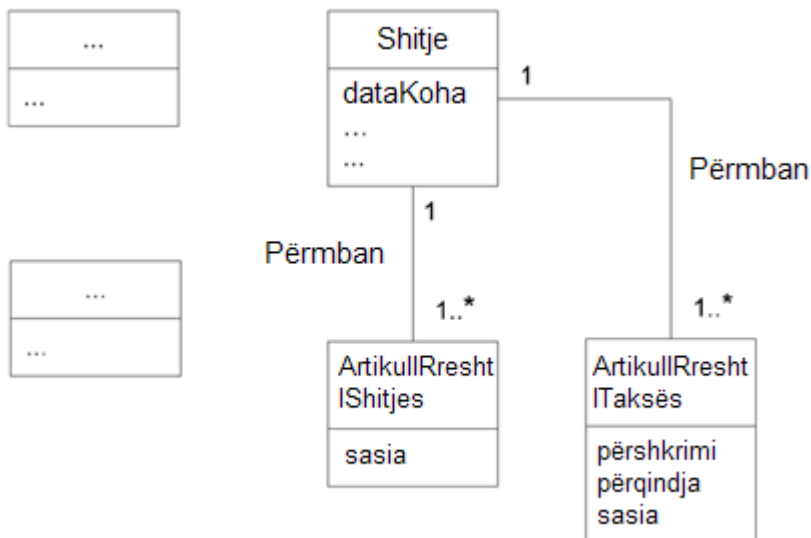 ...
...
Shitje
dataKoha
...
...
1
Përmban
1
Përmban
1..*
1..*
...
...
ArtikullRresht
IShitjes
sasia
ArtikullRresht
ITaksës
përshkrimi
përqindja
sasia